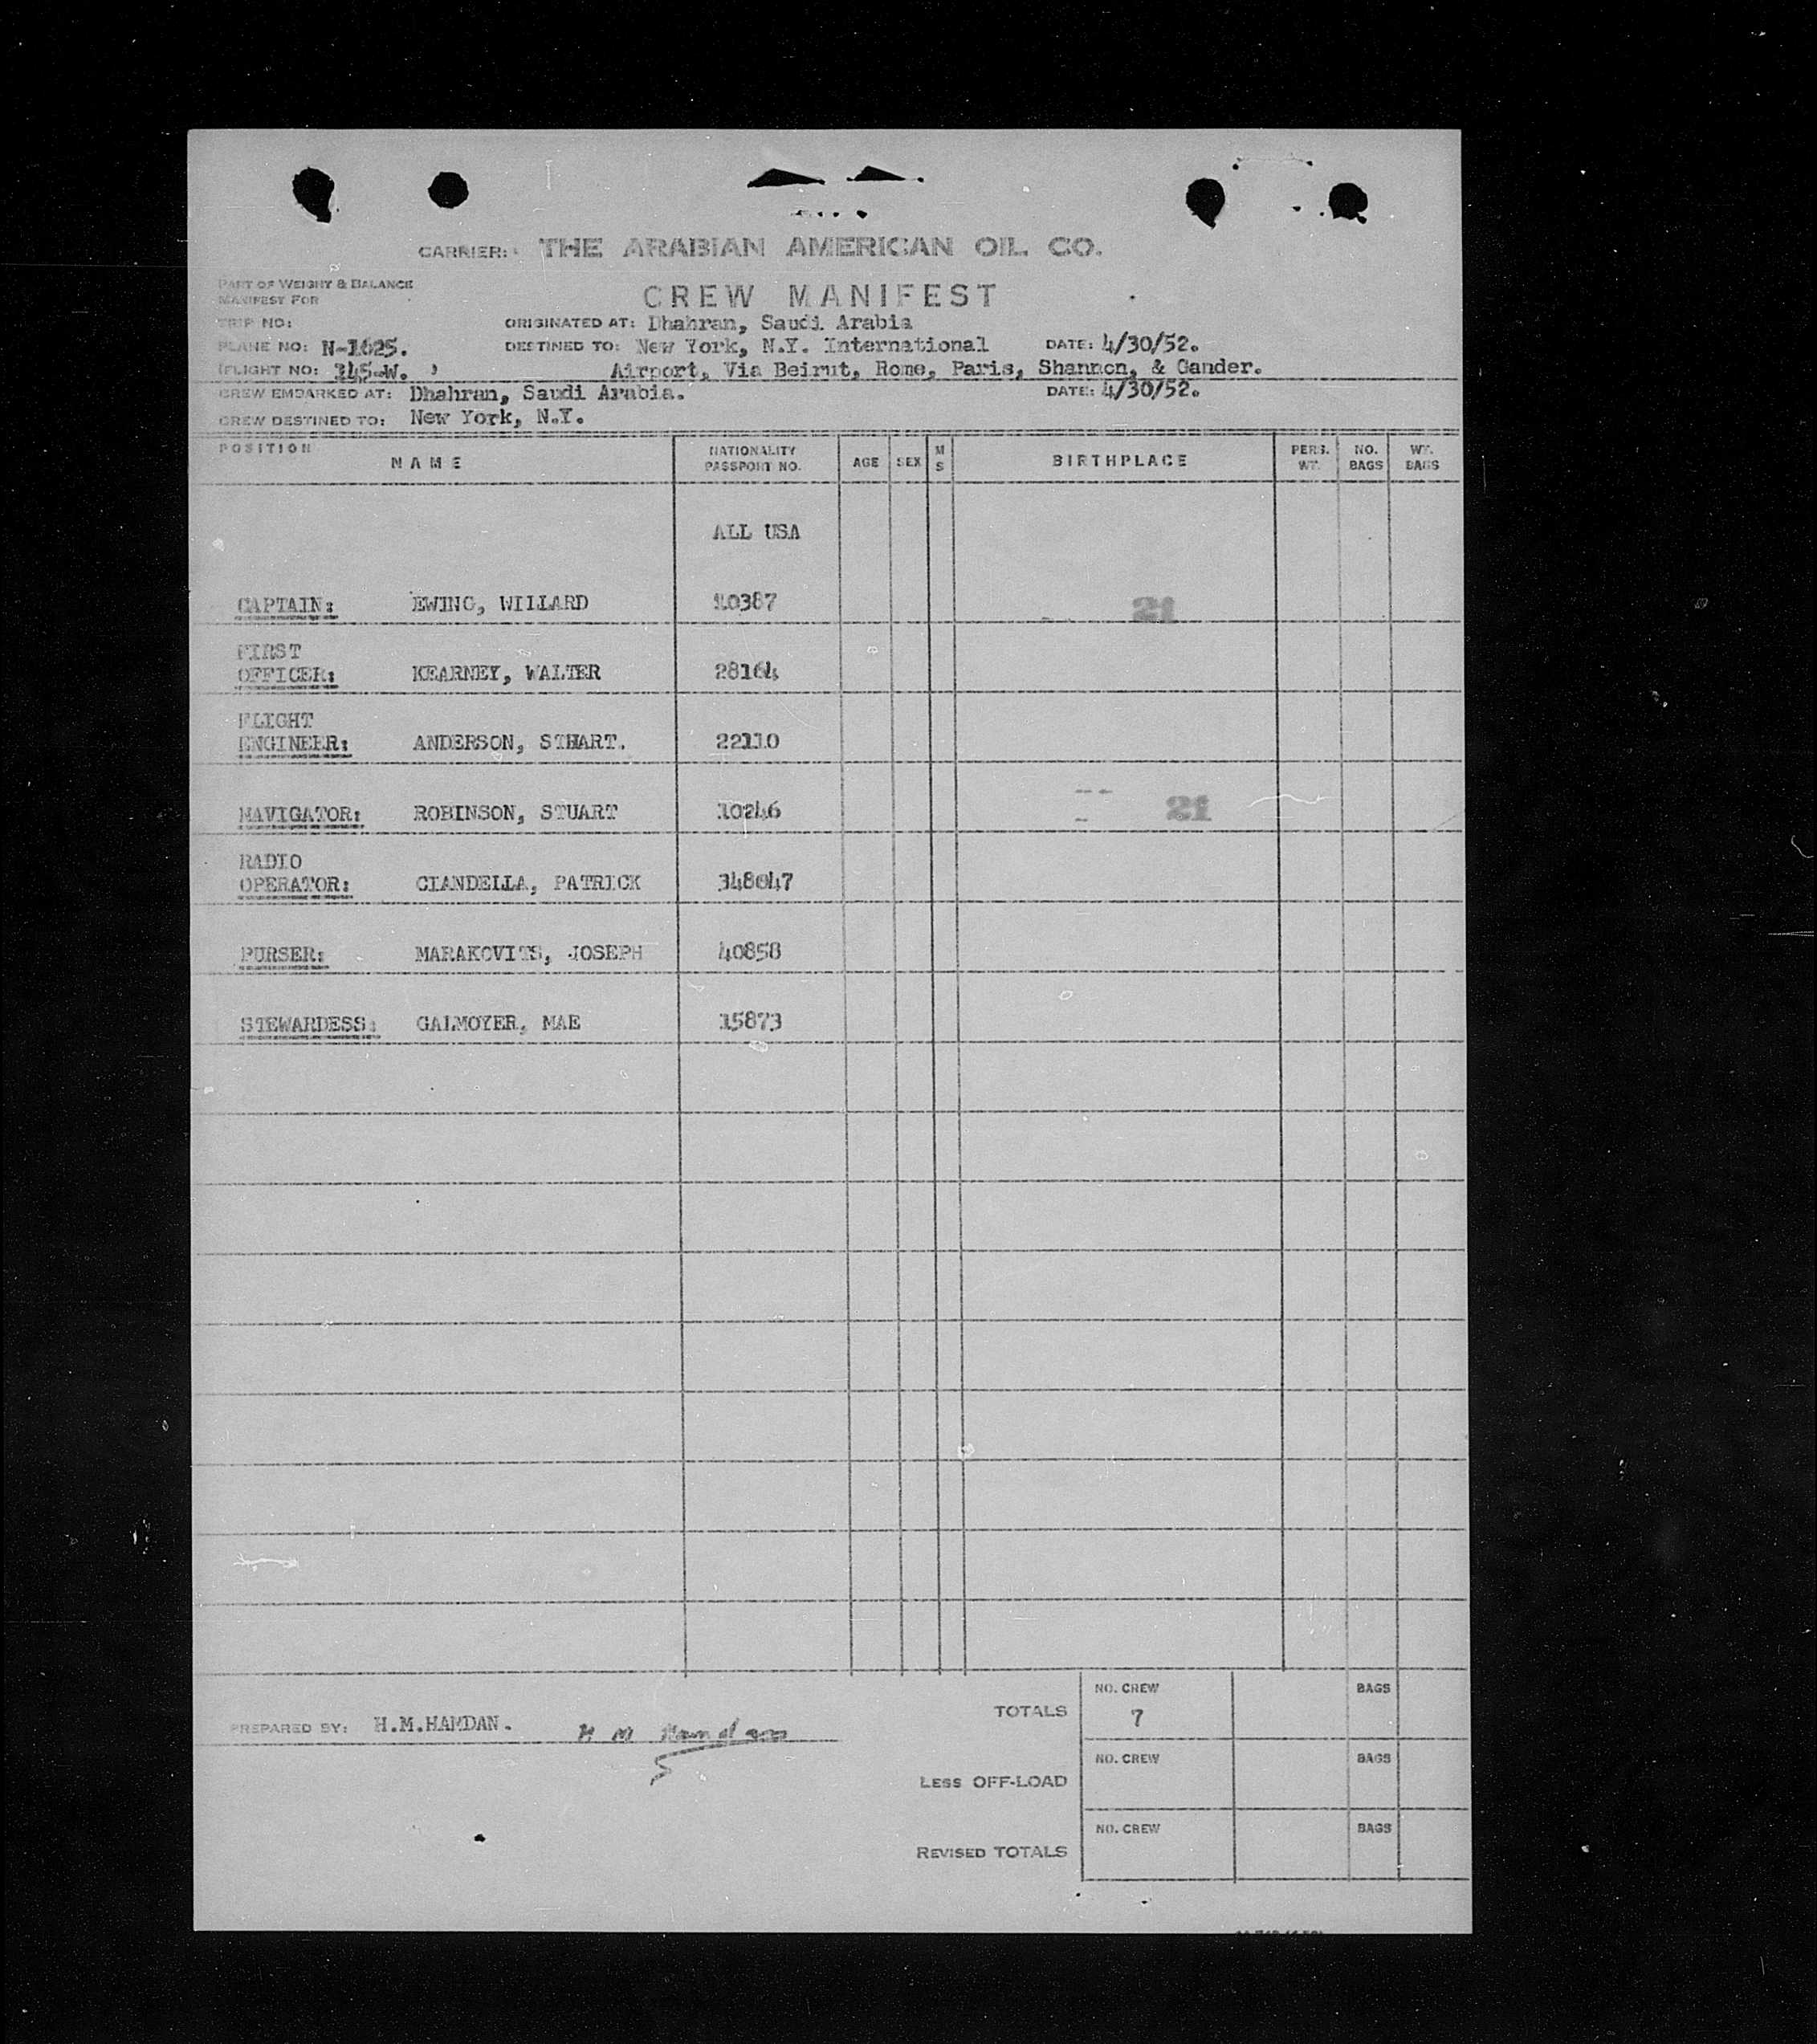 CARRIER: THE ARABIAN AMERICAN OIL CO.
PART OF WEIGHT & BALANCE
MANIFEST FOR
CREW MANIFEST
TRIP NO: ORIGINATED AT: Dhahran, Saudi Arabia
PLANE NO: N-1625. DESTINED TO: New York, N.Y. International DATE: 4/30/52.
(FLIGHT NO: 345-W. ) Airport, Via Beirut, Rome, Paris, Shannon, & Gander.
CREW EMBARKED AT: Dhahran, Saudi Arabia. DATE: 4/30/52.
CREW DESTINED TO: New York, N.Y.
POSITION NAME NATIONALITY PASSPORT NO. AGE SEX M S BIRTHPLACE PERS. WT. NO. BAGS WT. BAGS
ALL USA
CAPTAIN: EWING, WILLARD 10387 21
FIRST
OFFICER: KEARNEY, WALTER 28164
FLIGHT
ENGINEER: ANDERSON, STUART. 22110
NAVIGATOR: ROBINSON, STUART 10246 21
RADIO
OPERATOR: CIANDELLA, PATRICK 348047
PURSER: MARAKOVITS, JOSEPH 40858
STEWARDESS: GALMOYER, MAE 15873
NO. CREW BAGS
TOTALS 7
PREPARED BY: H.M.HAMDAN. H M Hamdan
NO. CREW BAGS
LESS OFF-LOAD
NO. CREW BAGS
REVISED TOTALS